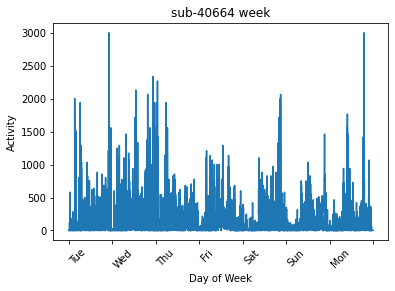 sub-40664 week
3000
2500
2000
1500
1000
500
0
Activity
Tue
Wed
Thu
Fri
Sat
Sun
Mon
Day of Week